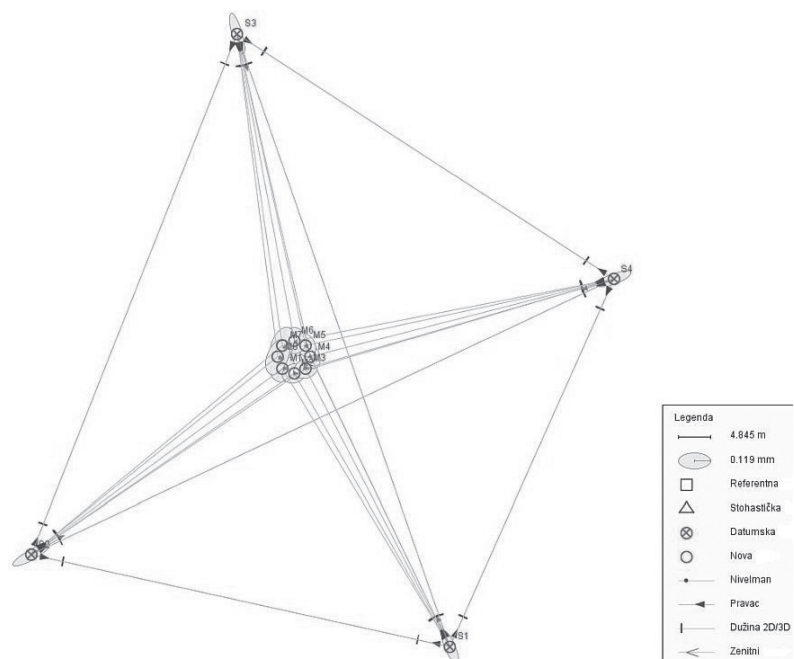 S3
S4
M6
M7
M5
M4
M1
M3
S1
Legenda
4.845 m
0.119 mm
Referentna
Stohastička
Datumska
Nova
Nivelman
Pravac
Dužina 2D/3D
Zenitni